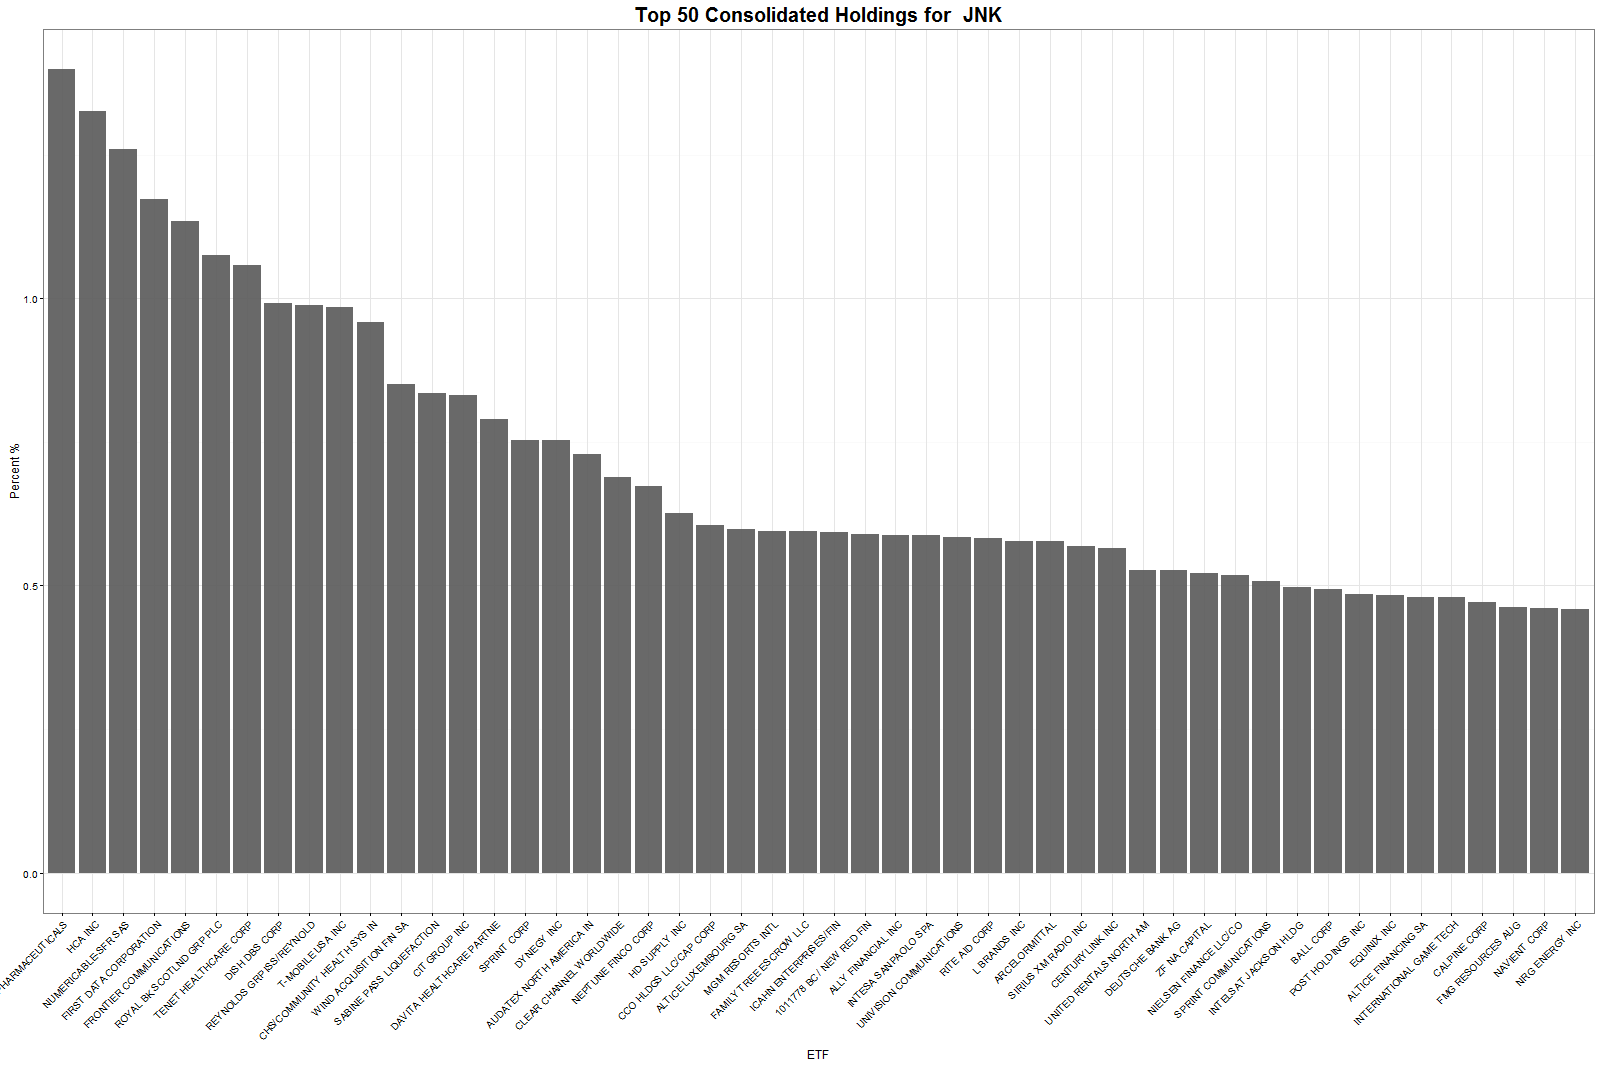 Top 50 Consolidated Holdings for  JNK
Percent %
1.0
0.5
0.0
PHARMACEUTICALS
HCA INC
NUMERICABLE-SFR SAS
FIRST DATA CORPORATION
FRONTIER COMMUNICATIONS
ROYAL BK SCOTLND GRP PLC
TENET HEALTHCARE CORP
DISH DBS CORP
REYNOLDS GRP ISS/REYNOLD
T-MOBILE USA INC
CHS/COMMUNITY HEALTH SYS IN
WIND ACQUISITION FIN SA
SABINE PASS LIQUEFACTION
CIT GROUP INC
DAVITA HEALTHCARE PARTNE
SPRINT CORP
DYNEGY INC
AUDATEX NORTH AMERICA IN
CLEAR CHANNEL WORLDWIDE
NEPTUNE FINCO CORP
HD SUPPLY INC
CCO HLDGS LLC/CAP CORP
ALTICE LUXEMBOURG SA
MGM RESORTS INTL
FAMILY TREE ESCROW LLC
ICAHN ENTERPRISES/FIN
1011778 BC / NEW RED FIN
ALLY FINANCIAL INC
INTESA SANPAOLO SPA
UNIVISION COMMUNICATIONS
RITE AID CORP
L BRANDS INC
ARCELORMITTAL
SIRIUS XM RADIO INC
CENTURYLINK INC
UNITED RENTALS NORTH AM
DEUTSCHE BANK AG
ZF NA CAPITAL
NIELSEN FINANCE LLC/CO
SPRINT COMMUNICATIONS
INTELSAT JACKSON HLDG
BALL CORP
POST HOLDINGS INC
EQUINIX INC
ALTICE FINANCING SA
INTERNATIONAL GAME TECH
CALPINE CORP
FMG RESOURCES AUG
NAVIENT CORP
NRG ENERGY INC
ETF